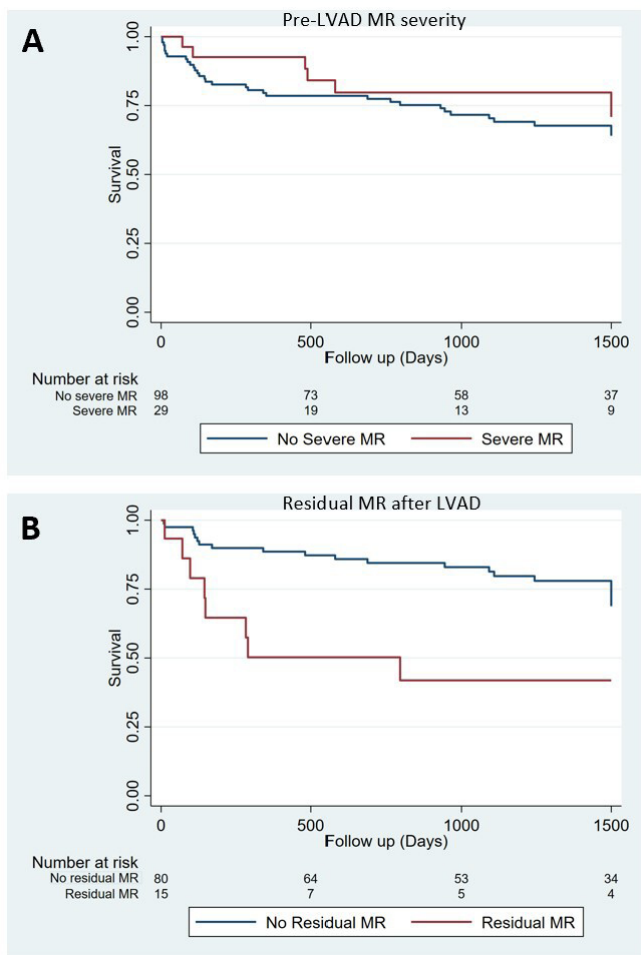 A
Pre-LVAD MR severity
1.00
0.75
0.50
0.25
0.00
Survival
0 500 1000 1500
Follow up (Days)
Number at risk
No severe MR 98 73 58 37
Severe MR 29 19 13 9
No Severe MR Severe MR
B
Residual MR after LVAD
1.00
0.75
0.50
0.25
0.00
Survival
0 500 1000 1500
Follow up (Days)
Number at risk
No residual MR 80 64 53 34
Residual MR 15 7 5 4
No Residual MR Residual MR